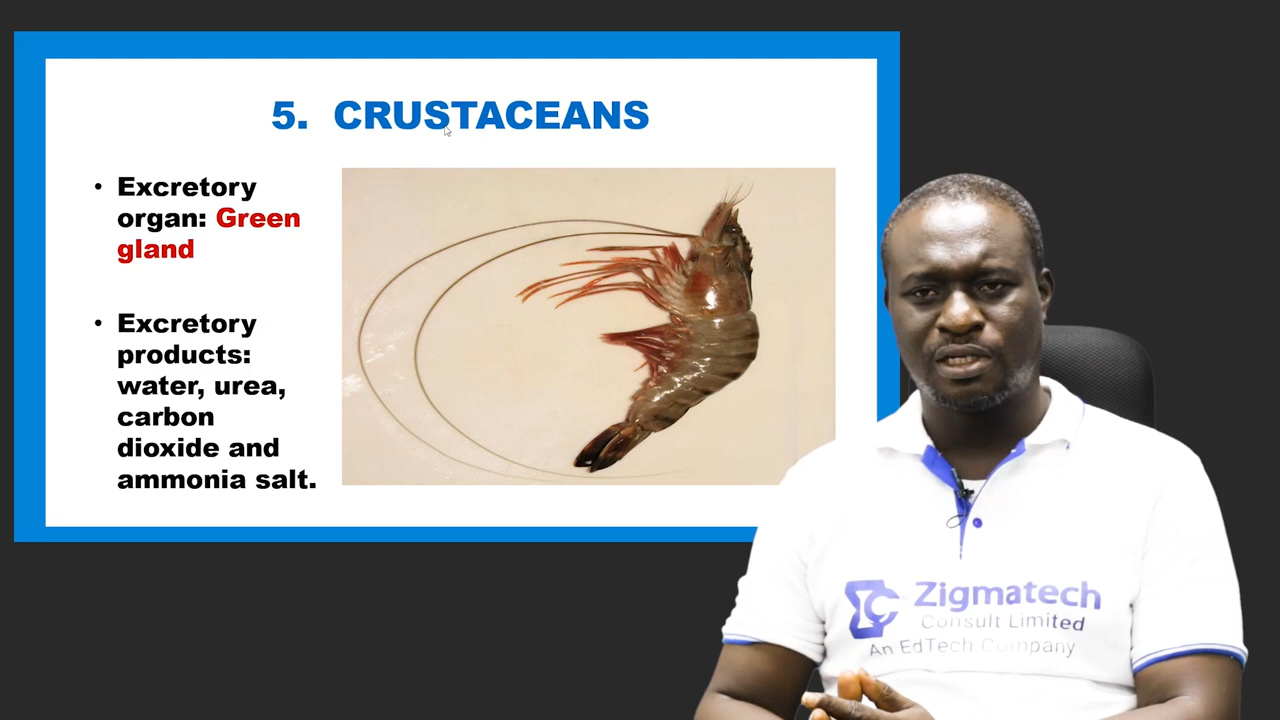 5. CRUSTACEANS
• Excretory
organ: Green
gland
• Excretory
products:
water, urea,
carbon
dioxide and
ammonia salt.
Zigmatech
Consult Limited
An EdTech Company